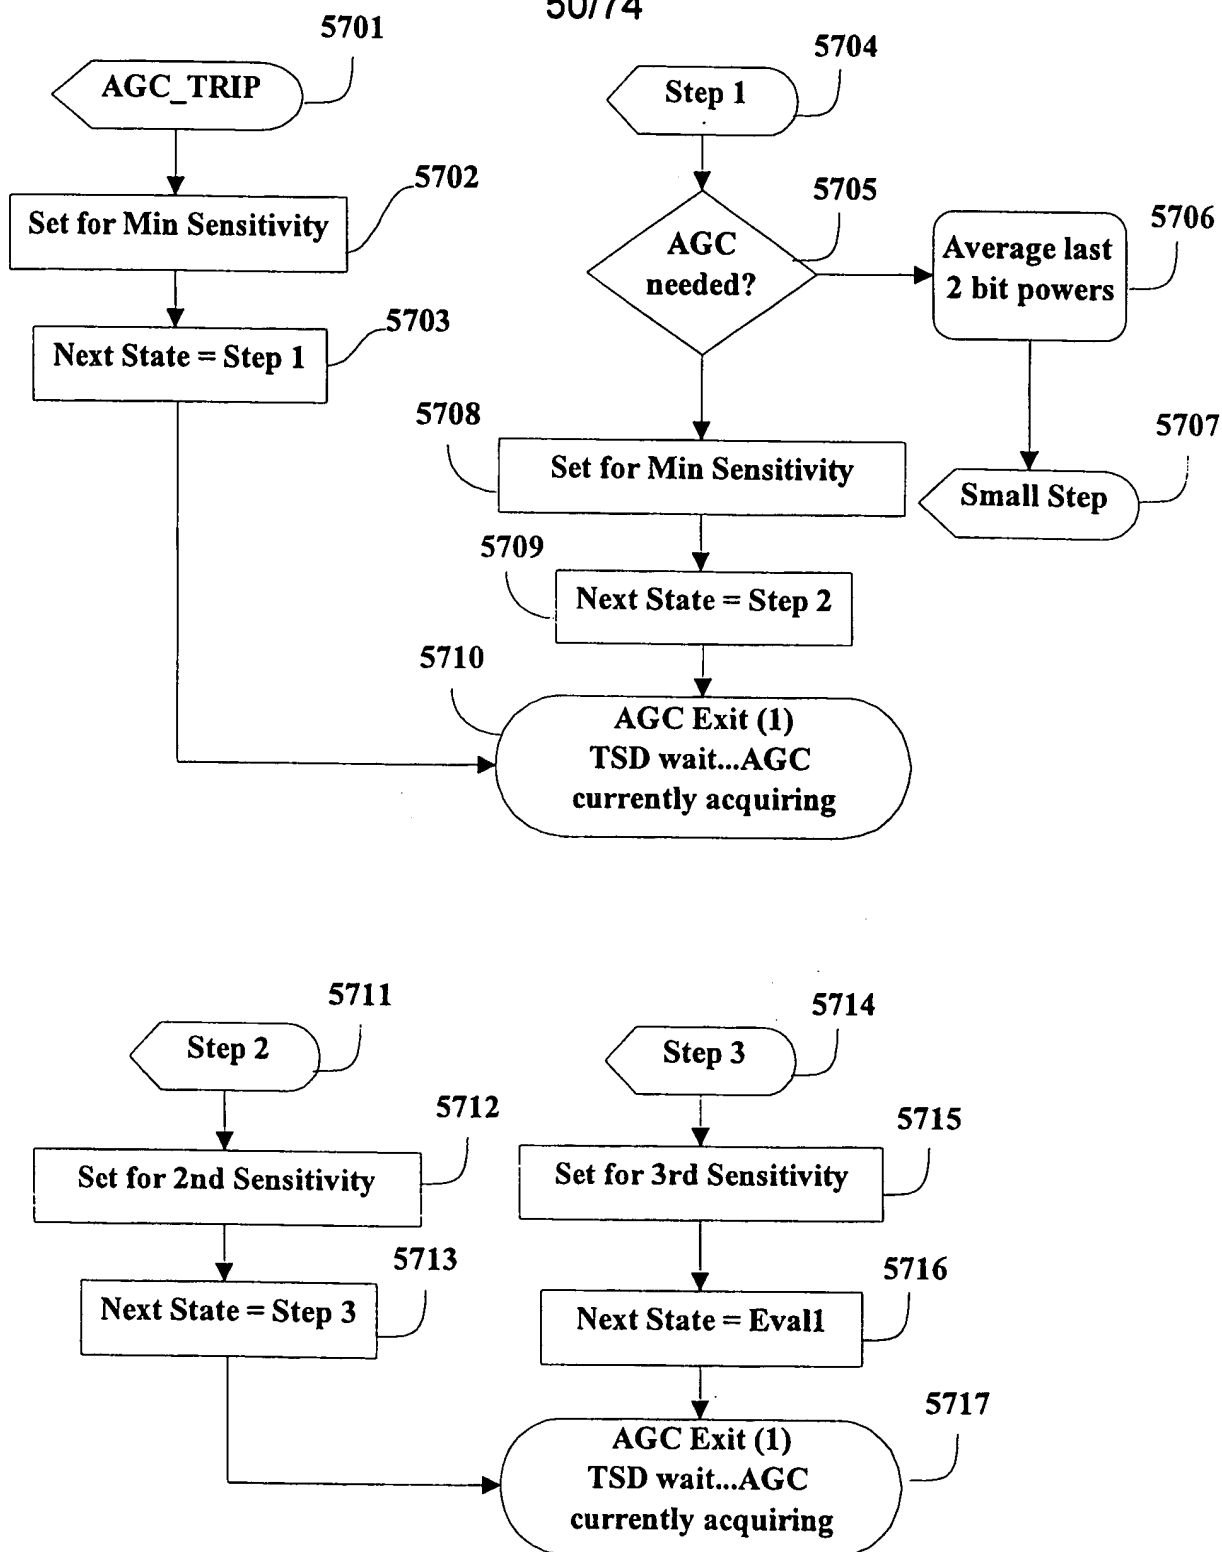 50/74
5701
AGC_TRIP
5702
Set for Min Sensitivity
5703
Next State = Step 1
5704
Step 1
5705
AGC
needed?
5706
Average last
2 bit powers
5707
Small Step
5708
Set for Min Sensitivity
5709
Next State = Step 2
5710
AGC Exit (1)
TSD wait...AGC
currently acquiring
5711
Step 2
5712
Set for 2nd Sensitivity
5713
Next State = Step 3
5714
Step 3
5715
Set for 3rd Sensitivity
5716
Next State = Eval1
5717
AGC Exit (1)
TSD wait...AGC
currently acquiring